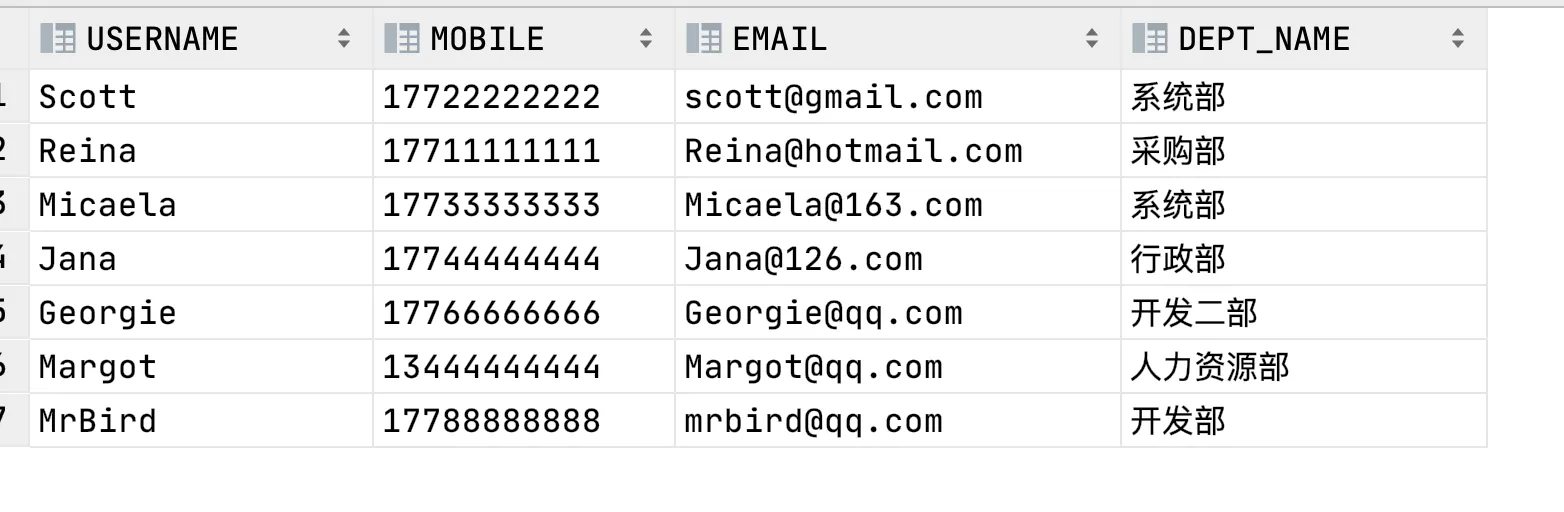 USERNAME MOBILE EMAIL DEPT_NAME
1 Scott 17722222222 scott@gmail.com 系统部
2 Reina 17711111111 Reina@hotmail.com 采购部
3 Micaela 17733333333 Micaela@163.com 系统部
4 Jana 17744444444 Jana@126.com 行政部
5 Georgie 17766666666 Georgie@qq.com 开发二部
6 Margot 13444444444 Margot@qq.com 人力资源部
7 MrBird 17788888888 mrbird@qq.com 开发部